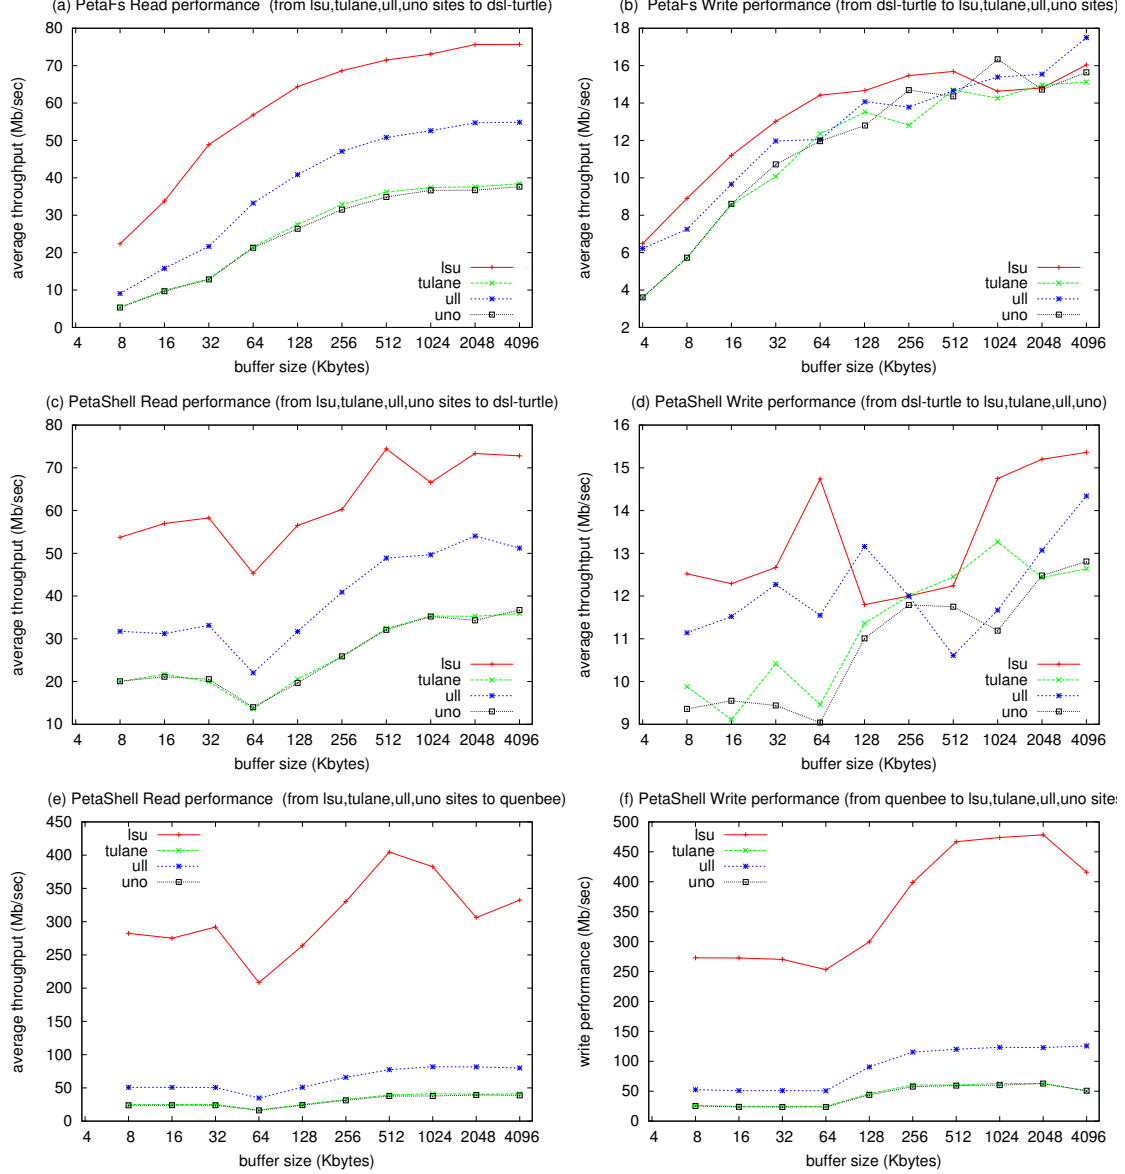 (a) PetaFs Read performance (from lsu,tulane,ull,uno sites to dsl-turtle)
80
70
60
50
40
30
20
10
0
average throughput (Mb/sec)
lsu
tulane
ull
uno
4 8 16 32 64 128 256 512 1024 2048 4096
buffer size (Kbytes)
(b) PetaFs Write performance (from dsl-turtle to lsu,tulane,ull,uno sites)
18
16
14
12
10
8
6
4
2
average throughput (Mb/sec)
lsu
tulane
ull
uno
4 8 16 32 64 128 256 512 1024 2048 4096
buffer size (Kbytes)
(c) PetaShell Read performance (from lsu,tulane,ull,uno sites to dsl-turtle)
80
70
60
50
40
30
20
10
average throughput (Mb/sec)
lsu
tulane
ull
uno
4 8 16 32 64 128 256 512 1024 2048 4096
buffer size (Kbytes)
(d) PetaShell Write performance (from dsl-turtle to lsu,tulane,ull,uno)
16
15
14
13
12
11
10
9
average throughtput (Mb/sec)
lsu
tulane
ull
uno
4 8 16 32 64 128 256 512 1024 2048 4096
buffer size (Kbytes)
(e) PetaShell Read performance (from lsu,tulane,ull,uno sites to quenbee)
450
400
350
300
250
200
150
100
50
0
average throughput (Mb/sec)
lsu
tulane
ull
uno
4 8 16 32 64 128 256 512 1024 2048 4096
buffer size (Kbytes)
(f) PetaShell Write performance (from quenbee to lsu,tulane,ull,uno sites
500
450
400
350
300
250
200
150
100
50
0
write performance (Mb/sec)
lsu
tulane
ull
uno
4 8 16 32 64 128 256 512 1024 2048 4096
buffer size (Kbytes)